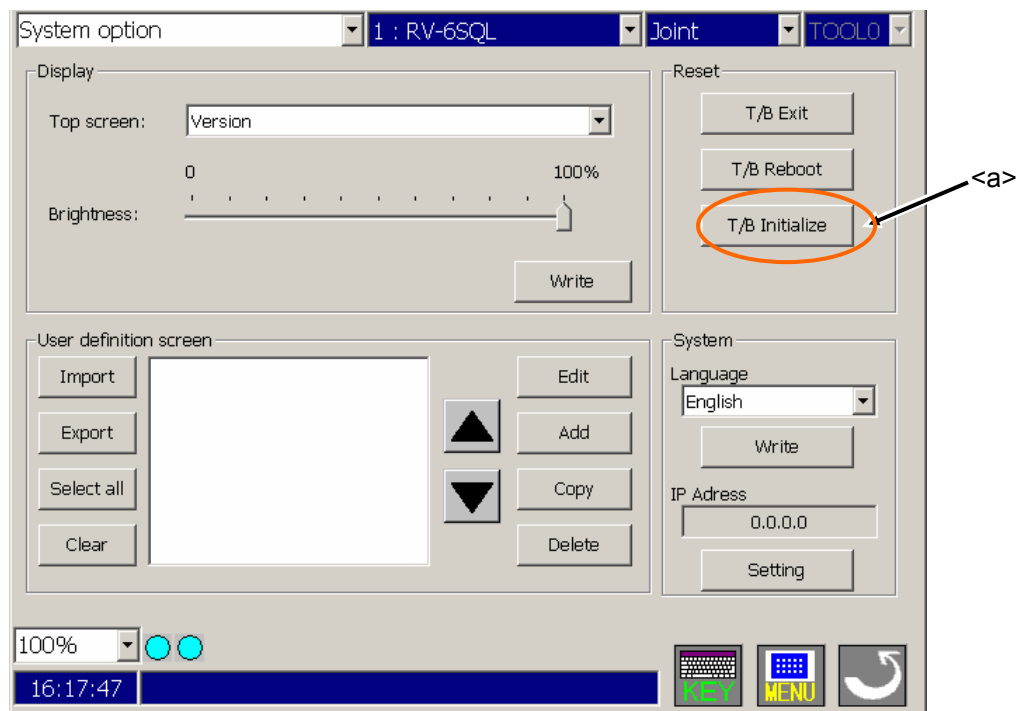 System option 1 : RV-6SQL Joint TOOL0
Display
Top screen: Version
0 100%
Brightness:
Write
Reset
T/B Exit
T/B Reboot
T/B Initialize
<a>
User definition screen
Import
Export
Select all
Clear
Edit
Add
Copy
Delete
System
Language
English
Write
IP Adress
0.0.0.0
Setting
100%
16:17:47
KEY MENU